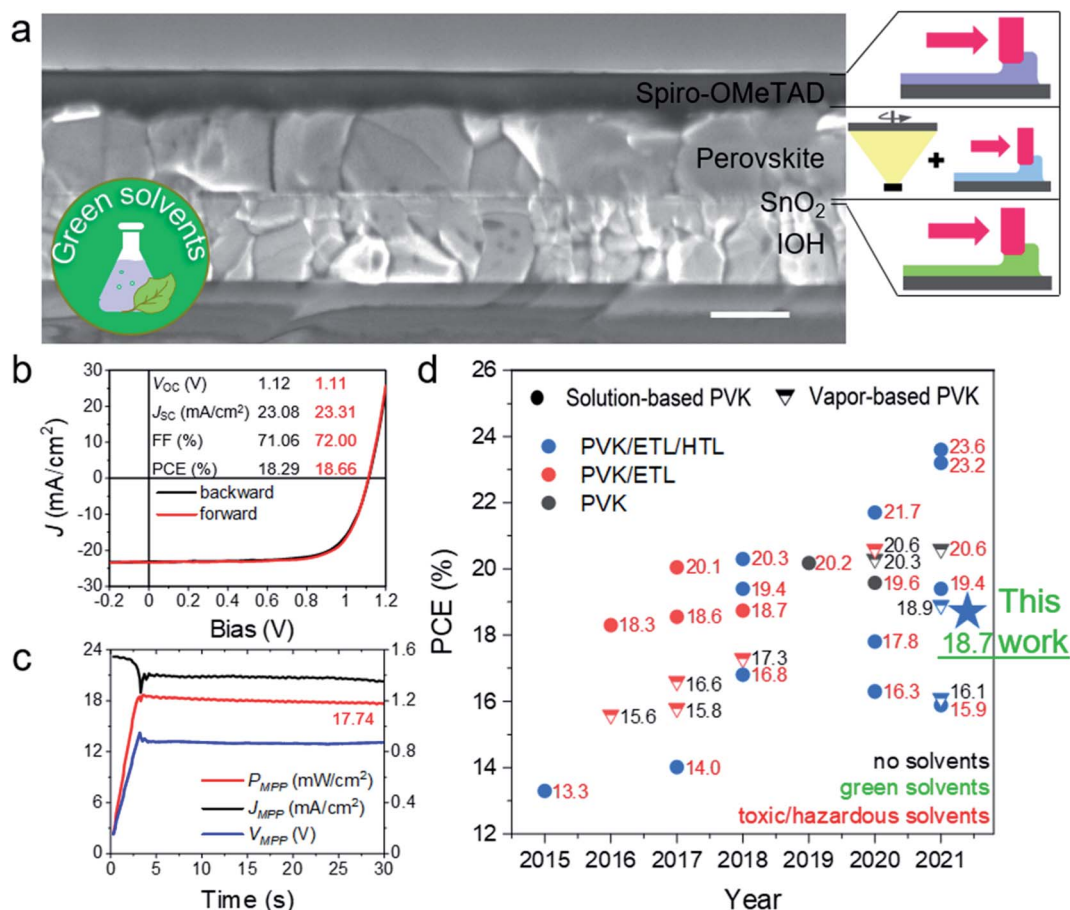 a
Spiro-OMeTAD
Perovskite
SnO2
IOH
+
Green solvents
b
30
20
10
0
-10
-20
-30
J (mA/cm2)
VOC (V) 1.12 1.11
JSC (mA/cm2) 23.08 23.31
FF (%) 71.06 72.00
PCE (%) 18.29 18.66
backward
forward
-0.2 0 0.2 0.4 0.6 0.8 1 1.2
Bias (V)
c
24
18
12
6
0
1.6
1.2
0.8
0.4
0.0
17.74
PMPP (mW/cm2)
JMPP (mA/cm2)
VMPP (V)
0 5 10 15 20 25 30
Time (s)
d
Solution-based PVK Vapor-based PVK
PVK/ETL/HTL
PVK/ETL
PVK
26
24
22
20
18
16
14
12
PCE (%)
23.6
23.2
21.7
20.6
20.3
20.6
20.1
20.3
20.2
19.6
19.4
19.4
18.9
18.3
18.6
18.7
17.8
17.3
16.8
16.6
16.3
16.1
15.9
15.6
15.8
14.0
13.3
This
18.7 work
no solvents
green solvents
toxic/hazardous solvents
2015 2016 2017 2018 2019 2020 2021
Year